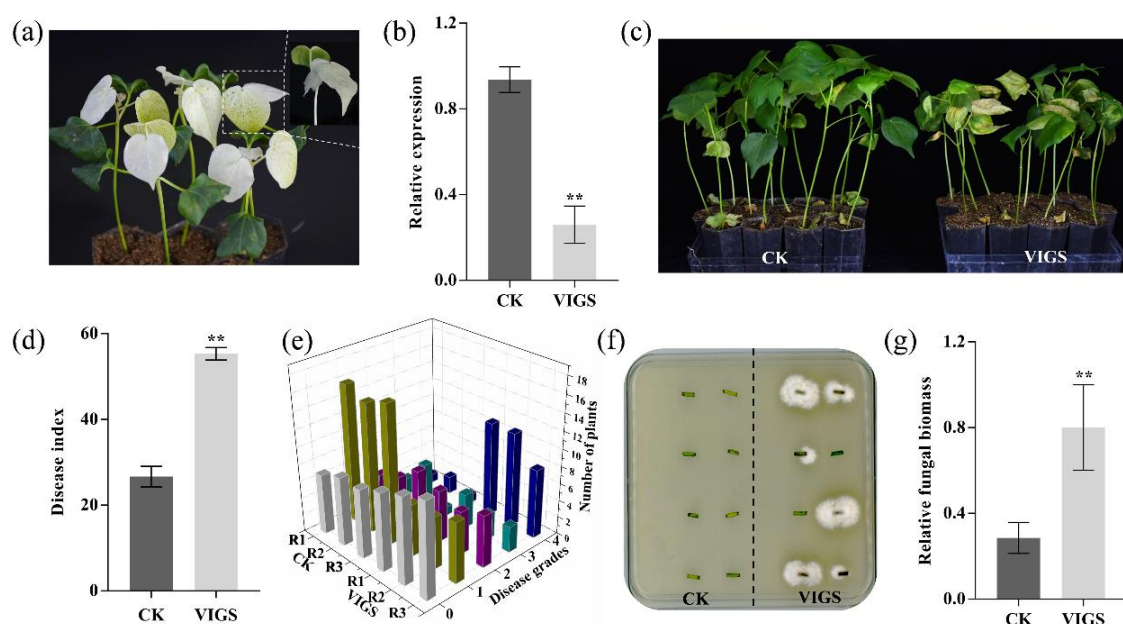 (a)
(b)
Relative expression
1.2
0.8
0.4
0.0
**
CK
VIGS
(c)
CK
VIGS
(d)
Disease index
60
40
20
0
**
CK
VIGS
(e)
Number of plants
18
16
14
12
10
8
6
4
2
0
R1
R2
R3
R1
R2
R3
CK
VIGS
Disease grades
0
1
2
3
4
(f)
CK
VIGS
(g)
Relative fungal biomass
1.2
0.8
0.4
0.0
**
CK
VIGS